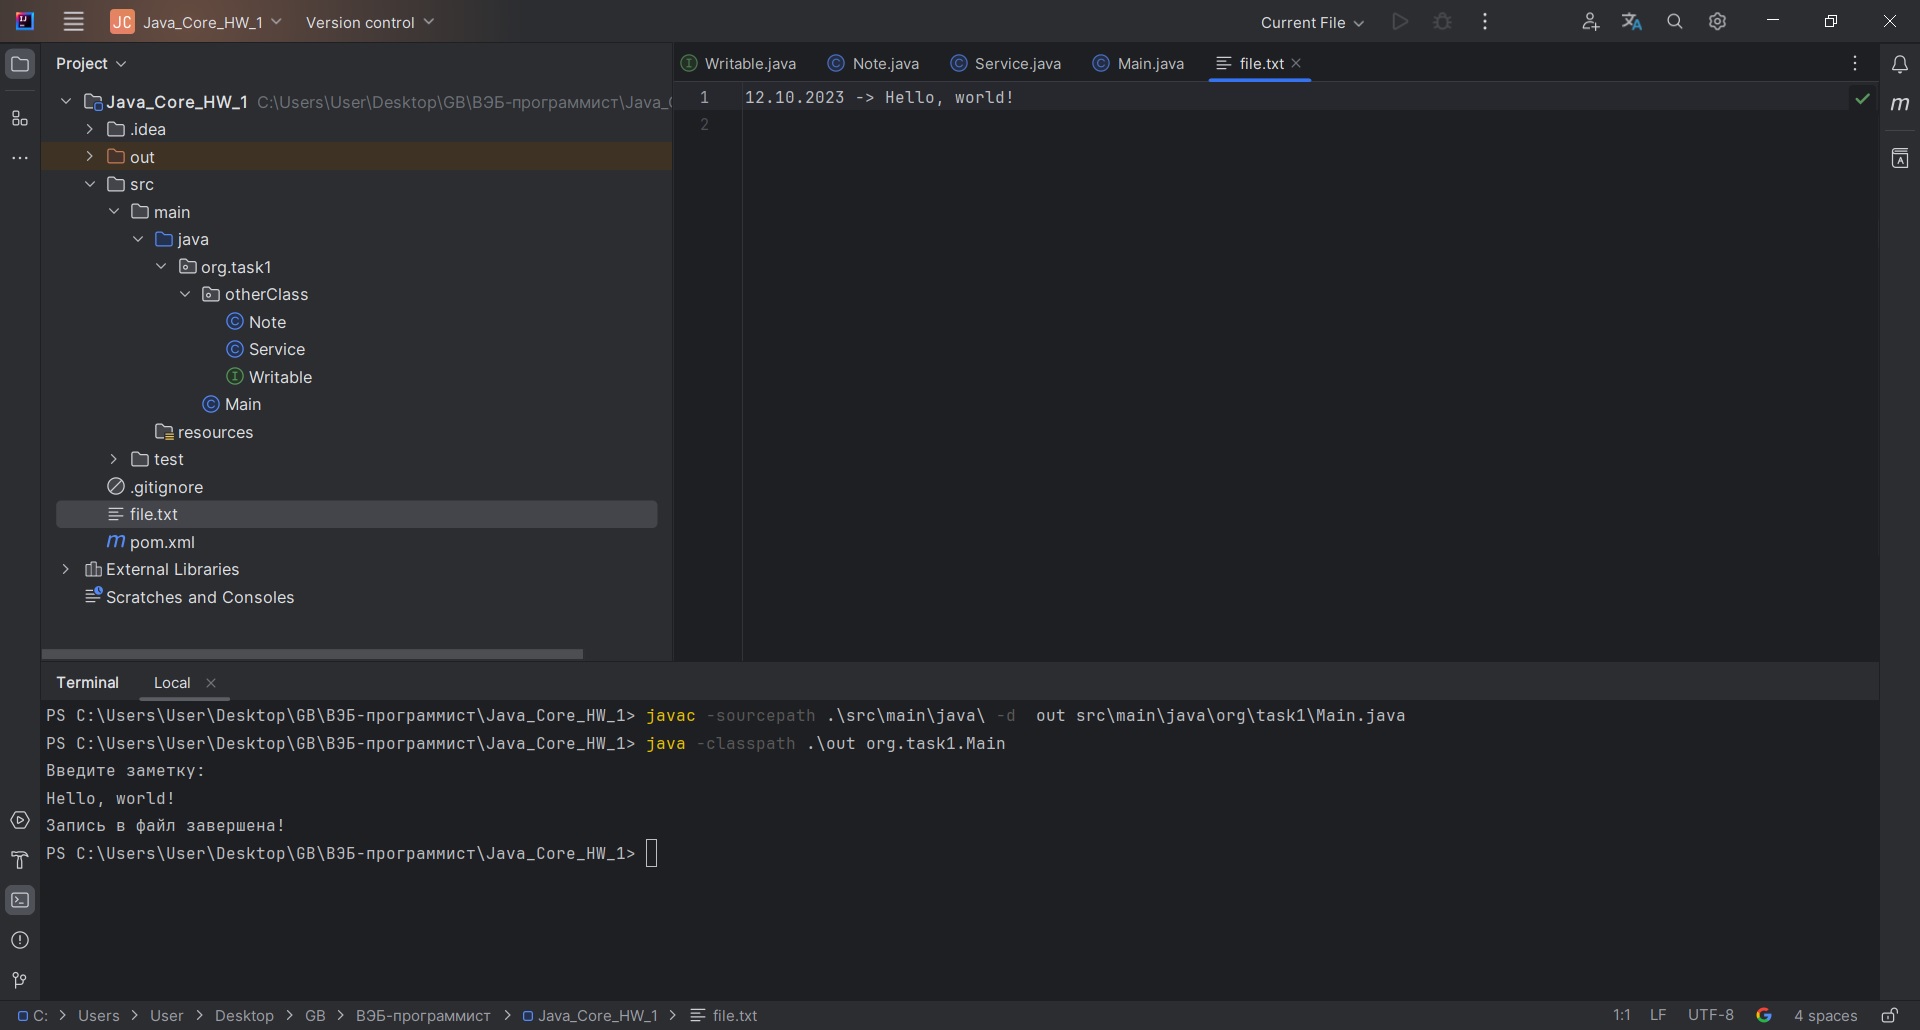 JC Java_Core_HW_1 Version control Current File
Project
Writable.java Note.java Service.java Main.java file.txt
Java_Core_HW_1 C:\Users\User\Desktop\GB\ВЭБ-программист\Java_C
.idea
out
src
main
java
org.task1
otherClass
Note
Service
Writable
Main
resources
test
.gitignore
file.txt
pom.xml
External Libraries
Scratches and Consoles
1 12.10.2023 -> Hello, world!
2
Terminal Local
PS C:\Users\User\Desktop\GB\ВЭБ-программист\Java_Core_HW_1> javac -sourcepath .\src\main\java\ -d  out src\main\java\org\task1\Main.java
PS C:\Users\User\Desktop\GB\ВЭБ-программист\Java_Core_HW_1> java -classpath .\out org.task1.Main
Введите заметку:
Hello, world!
Запись в файл завершена!
PS C:\Users\User\Desktop\GB\ВЭБ-программист\Java_Core_HW_1>
C: > Users > User > Desktop > GB > ВЭБ-программист > Java_Core_HW_1 > file.txt 1:1 LF UTF-8 4 spaces